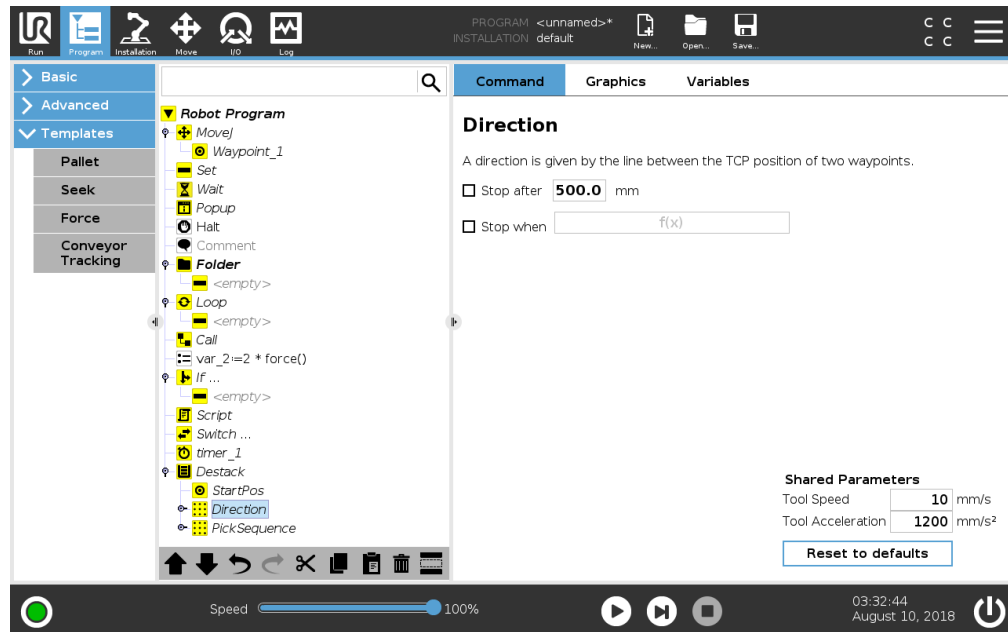 UR
PROGRAM <unnamed>*
INSTALLATION default
Run Program Installation Move I/O Log New... Open... Save...
C C
C C
Basic
Advanced
Templates
Pallet
Seek
Force
Conveyor
Tracking
Robot Program
MoveJ
Waypoint_1
Set
Wait
Popup
Halt
Comment
Folder
<empty>
Loop
<empty>
Call
var_2:=2 * force()
If ...
<empty>
Script
Switch ...
timer_1
Destack
StartPos
Direction
PickSequence
Command Graphics Variables
Direction
A direction is given by the line between the TCP position of two waypoints.
Stop after 500.0 mm
Stop when f(x)
Shared Parameters
Tool Speed 10 mm/s
Tool Acceleration 1200 mm/s²
Reset to defaults
Speed 100%
03:32:44
August 10, 2018